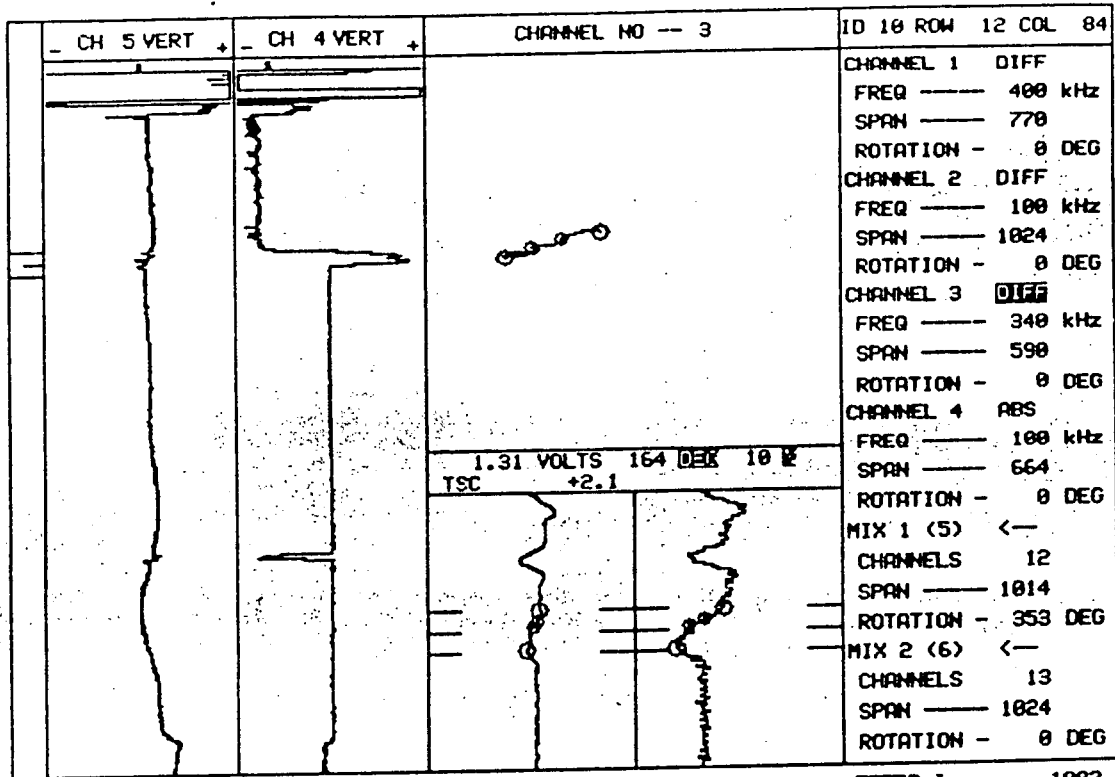 - CH 5 VERT +
- CH 4 VERT +
CHANNEL NO -- 3
ID 10 ROW 12 COL 84
CHANNEL 1 DIFF
FREQ ----- 400 kHz
SPAN ----- 770
ROTATION - 0 DEG
CHANNEL 2 DIFF
FREQ ----- 100 kHz
SPAN ----- 1024
ROTATION - 0 DEG
CHANNEL 3 DIFF
FREQ ----- 340 kHz
SPAN ----- 590
ROTATION - 0 DEG
CHANNEL 4 ABS
FREQ ----- 100 kHz
SPAN ----- 664
ROTATION - 0 DEG
MIX 1 (5) <--
CHANNELS 12
SPAN ----- 1014
ROTATION - 353 DEG
MIX 2 (6) <--
CHANNELS 13
SPAN ----- 1024
ROTATION - 0 DEG
1.31 VOLTS 164 10
TSC +2.1